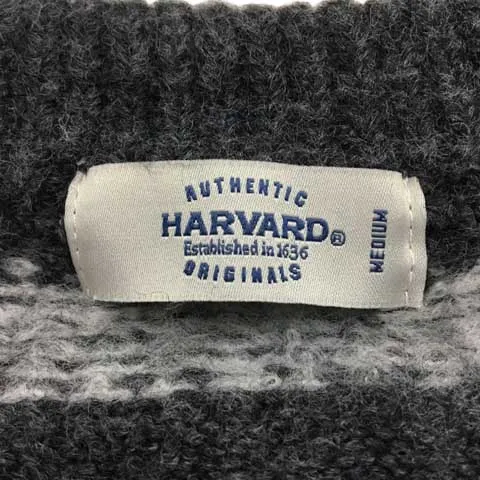 AUTHENTIC
HARVARD®
Established in 1636
ORIGINALS
MEDIUM